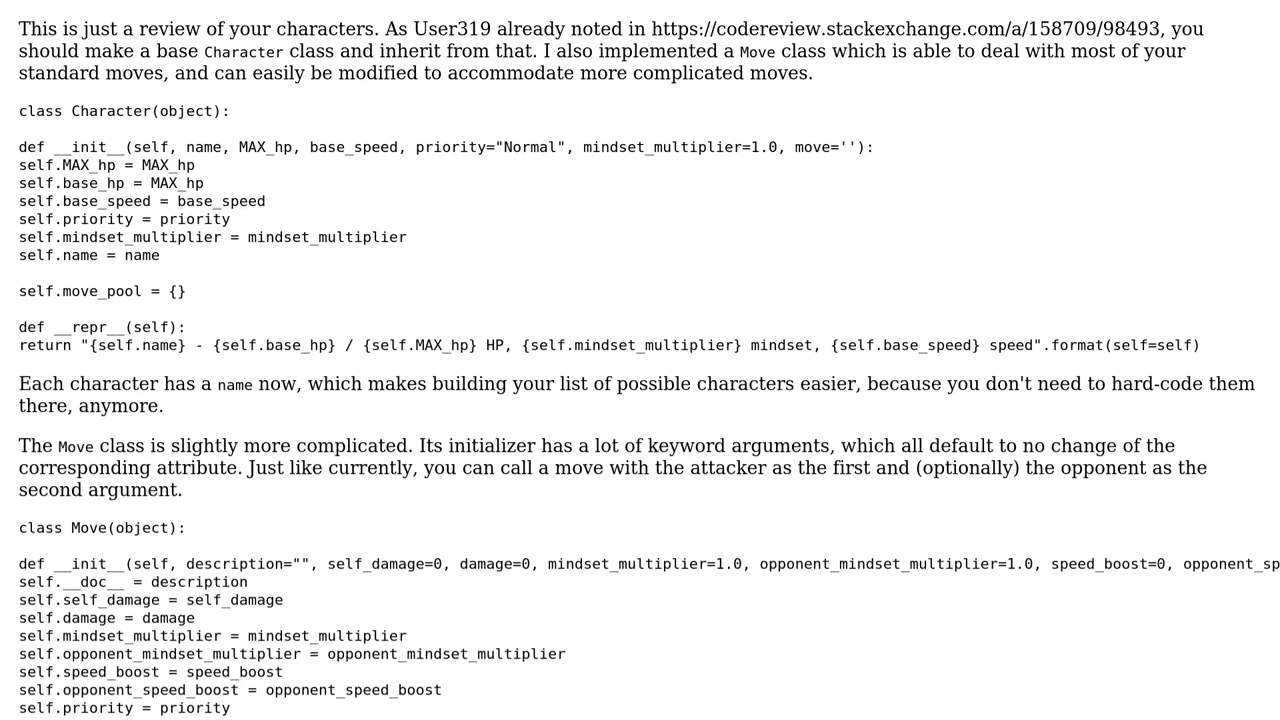 This is just a review of your characters. As User319 already noted in https://codereview.stackexchange.com/a/158709/98493, you
should make a base Character class and inherit from that. I also implemented a Move class which is able to deal with most of your
standard moves, and can easily be modified to accommodate more complicated moves.
class Character(object):
def __init__(self, name, MAX_hp, base_speed, priority="Normal", mindset_multiplier=1.0, move=''):
self.MAX_hp = MAX_hp
self.base_hp = MAX_hp
self.base_speed = base_speed
self.priority = priority
self.mindset_multiplier = mindset_multiplier
self.name = name
self.move_pool = {}
def __repr__(self):
return "{self.name} - {self.base_hp} / {self.MAX_hp} HP, {self.mindset_multiplier} mindset, {self.base_speed} speed".format(self=self)
Each character has a name now, which makes building your list of possible characters easier, because you don't need to hard-code them
there, anymore.
The Move class is slightly more complicated. Its initializer has a lot of keyword arguments, which all default to no change of the
corresponding attribute. Just like currently, you can call a move with the attacker as the first and (optionally) the opponent as the
second argument.
class Move(object):
def __init__(self, description="", self_damage=0, damage=0, mindset_multiplier=1.0, opponent_mindset_multiplier=1.0, speed_boost=0, opponent_sp
self.__doc__ = description
self.self_damage = self_damage
self.damage = damage
self.mindset_multiplier = mindset_multiplier
self.opponent_mindset_multiplier = opponent_mindset_multiplier
self.speed_boost = speed_boost
self.opponent_speed_boost = opponent_speed_boost
self.priority = priority